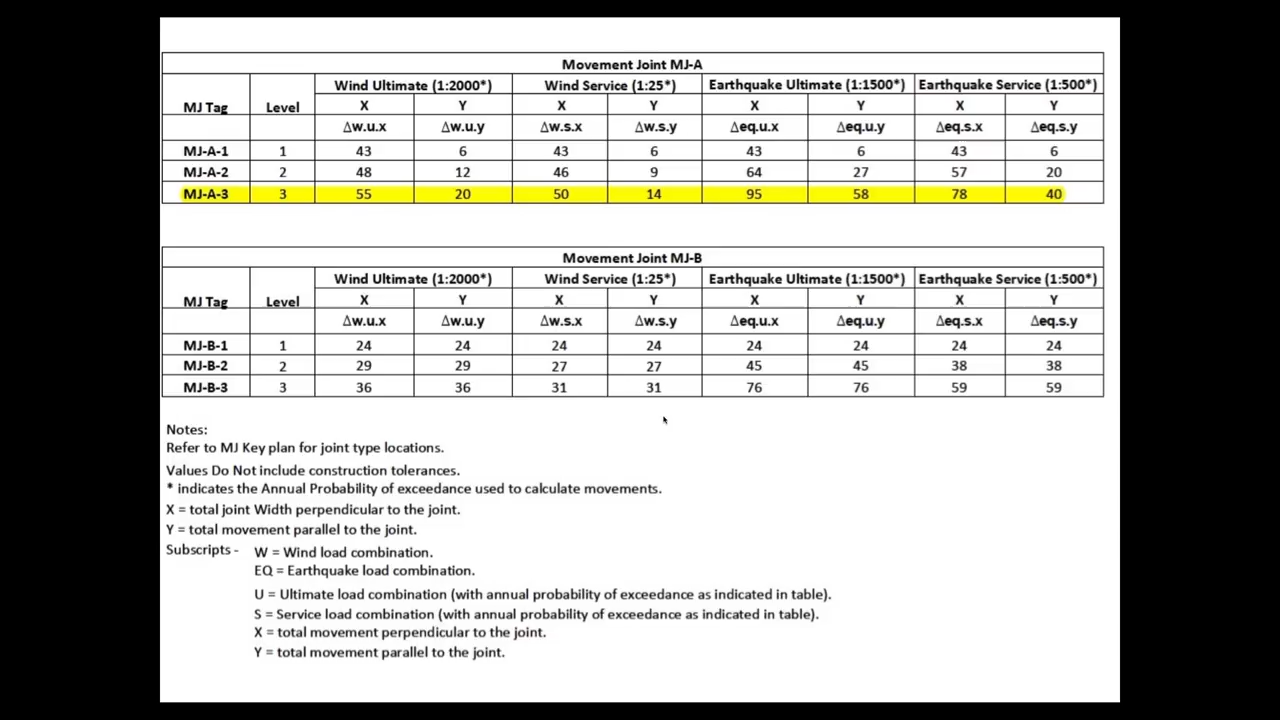 Movement Joint MJ-A
MJ Tag Level Wind Ultimate (1:2000*) Wind Service (1:25*) Earthquake Ultimate (1:1500*) Earthquake Service (1:500*)
X Y X Y X Y X Y
Δw.u.x Δw.u.y Δw.s.x Δw.s.y Δeq.u.x Δeq.u.y Δeq.s.x Δeq.s.y
MJ-A-1 1 43 6 43 6 43 6 43 6
MJ-A-2 2 48 12 46 9 64 27 57 20
MJ-A-3 3 55 20 50 14 95 58 78 40
Movement Joint MJ-B
MJ Tag Level Wind Ultimate (1:2000*) Wind Service (1:25*) Earthquake Ultimate (1:1500*) Earthquake Service (1:500*)
X Y X Y X Y X Y
Δw.u.x Δw.u.y Δw.s.x Δw.s.y Δeq.u.x Δeq.u.y Δeq.s.x Δeq.s.y
MJ-B-1 1 24 24 24 24 24 24 24 24
MJ-B-2 2 29 29 27 27 45 45 38 38
MJ-B-3 3 36 36 31 31 76 76 59 59
Notes:
Refer to MJ Key plan for joint type locations.
Values Do Not include construction tolerances.
* indicates the Annual Probability of exceedance used to calculate movements.
X = total joint Width perpendicular to the joint.
Y = total movement parallel to the joint.
Subscripts - W = Wind load combination.
EQ = Earthquake load combination.
U = Ultimate load combination (with annual probability of exceedance as indicated in table).
S = Service load combination (with annual probability of exceedance as indicated in table).
X = total movement perpendicular to the joint.
Y = total movement parallel to the joint.